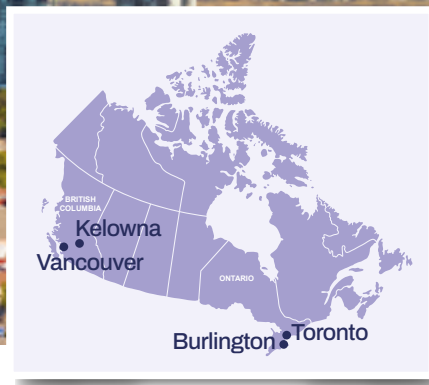 BRITISH
COLUMBIA
Kelowna
Vancouver
ONTARIO
Toronto
Burlington